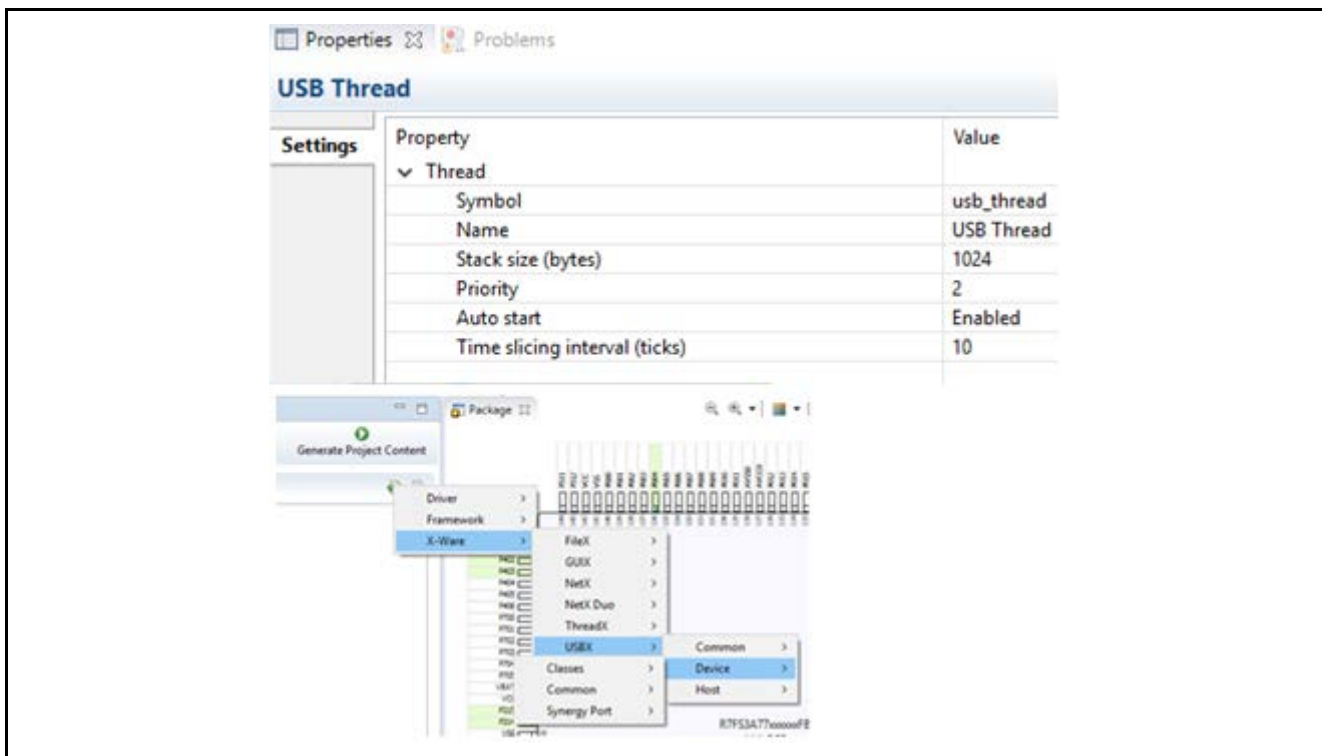 Properties Problems
USB Thread
Settings
Property Value
Thread
Symbol usb_thread
Name USB Thread
Stack size (bytes) 1024
Priority 2
Auto start Enabled
Time slicing interval (ticks) 10
Package
Generate Project Content
Driver
Framework
X-Ware
FileX
GUIX
NetX
NetX Duo
ThreadX
USBX
Common
Classes
Device
Common
Host
Synergy Port